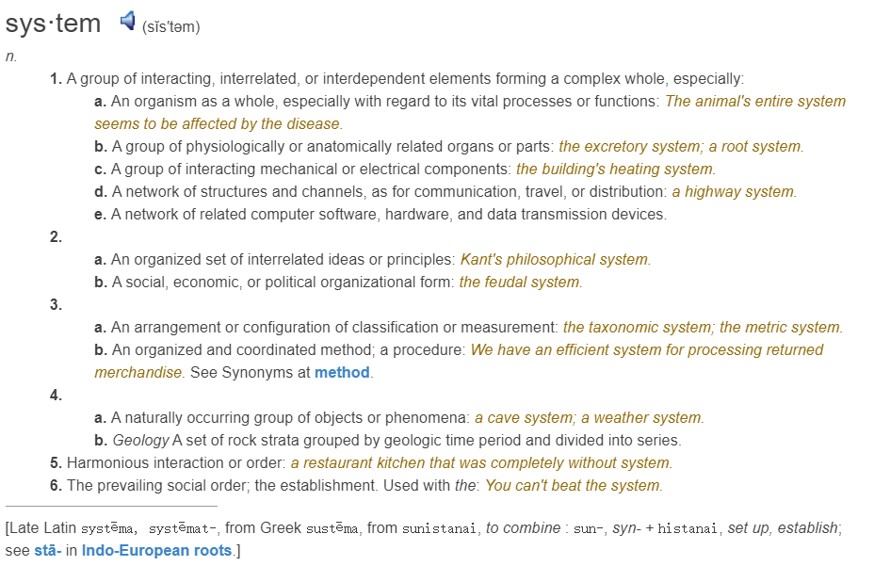 sys·tem (sĭs′təm)
n.
1. A group of interacting, interrelated, or interdependent elements forming a complex whole, especially:
a. An organism as a whole, especially with regard to its vital processes or functions: The animal's entire system
seems to be affected by the disease.
b. A group of physiologically or anatomically related organs or parts: the excretory system; a root system.
c. A group of interacting mechanical or electrical components: the building's heating system.
d. A network of structures and channels, as for communication, travel, or distribution: a highway system.
e. A network of related computer software, hardware, and data transmission devices.
2.
a. An organized set of interrelated ideas or principles: Kant's philosophical system.
b. A social, economic, or political organizational form: the feudal system.
3.
a. An arrangement or configuration of classification or measurement: the taxonomic system; the metric system.
b. An organized and coordinated method; a procedure: We have an efficient system for processing returned
merchandise. See Synonyms at method.
4.
a. A naturally occurring group of objects or phenomena: a cave system; a weather system.
b. Geology A set of rock strata grouped by geologic time period and divided into series.
5. Harmonious interaction or order: a restaurant kitchen that was completely without system.
6. The prevailing social order; the establishment. Used with the: You can't beat the system.
[Late Latin systēma, systēmat-, from Greek sustēma, from sunistanai, to combine : sun-, syn- + histanai, set up, establish;
see stā- in Indo-European roots.]